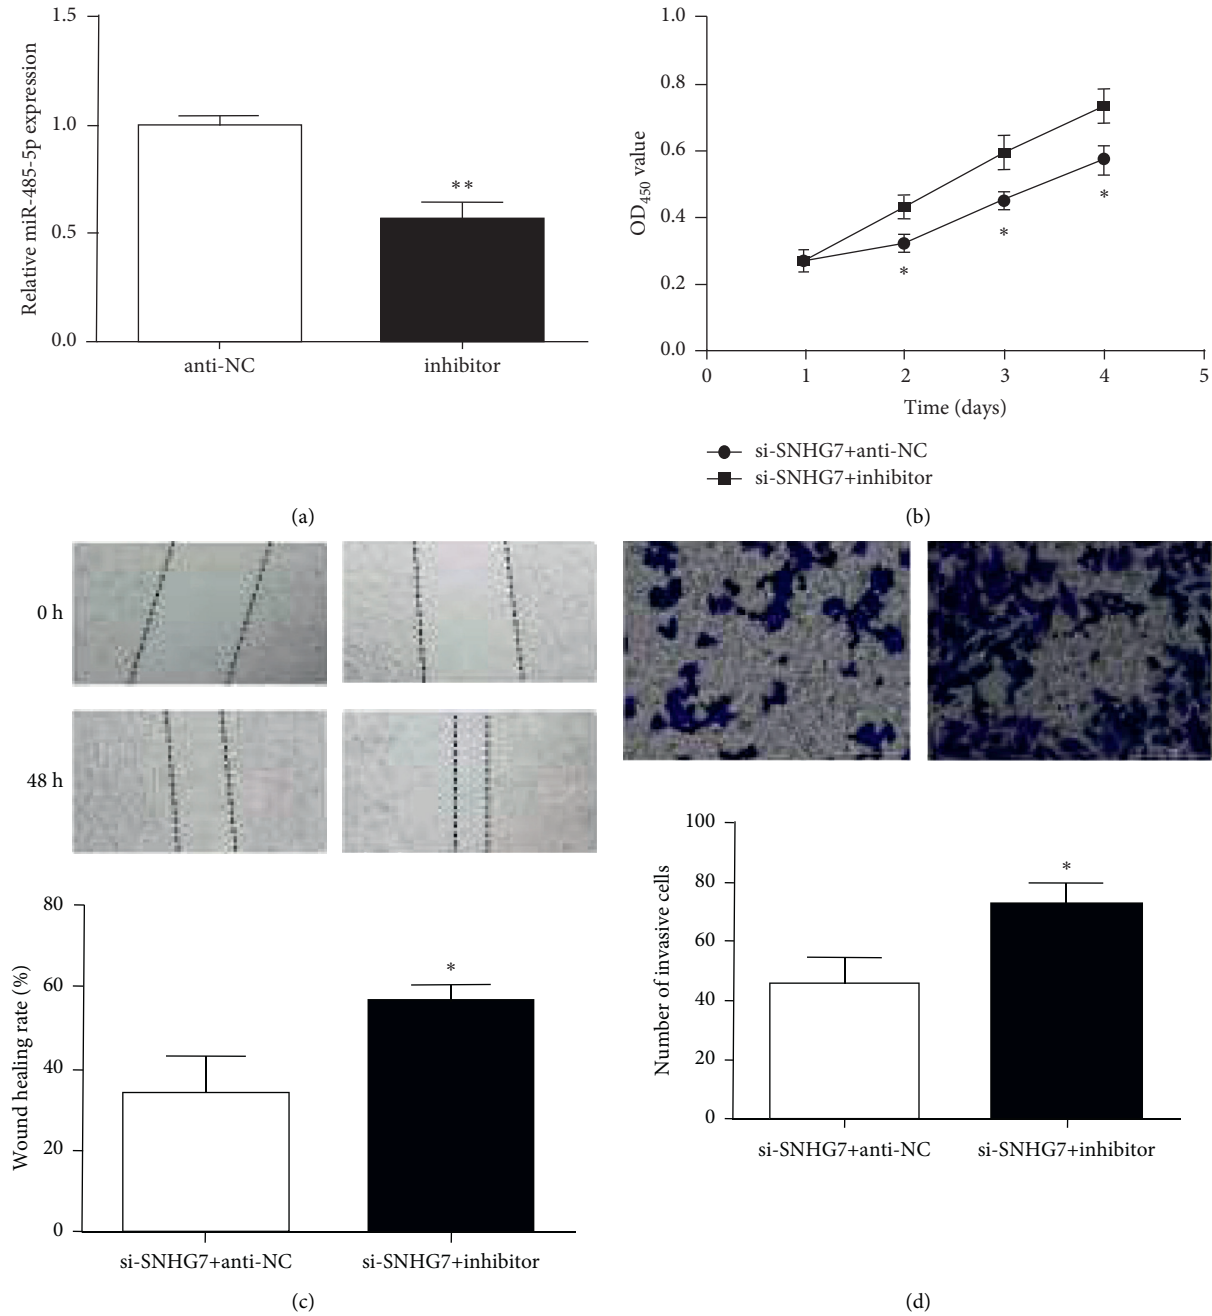 1.5
1.0
0.5
0.0
Relative miR-485-5p expression
**
anti-NC
inhibitor
(a)
1.0
0.8
0.6
0.4
0.2
0.0
OD450 value
*
*
*
0
1
2
3
4
5
Time (days)
si-SNHG7+anti-NC
si-SNHG7+inhibitor
(b)
0 h
48 h
80
60
40
20
0
Wound healing rate (%)
*
si-SNHG7+anti-NC
si-SNHG7+inhibitor
(c)
100
80
60
40
20
0
Number of invasive cells
*
si-SNHG7+anti-NC
si-SNHG7+inhibitor
(d)